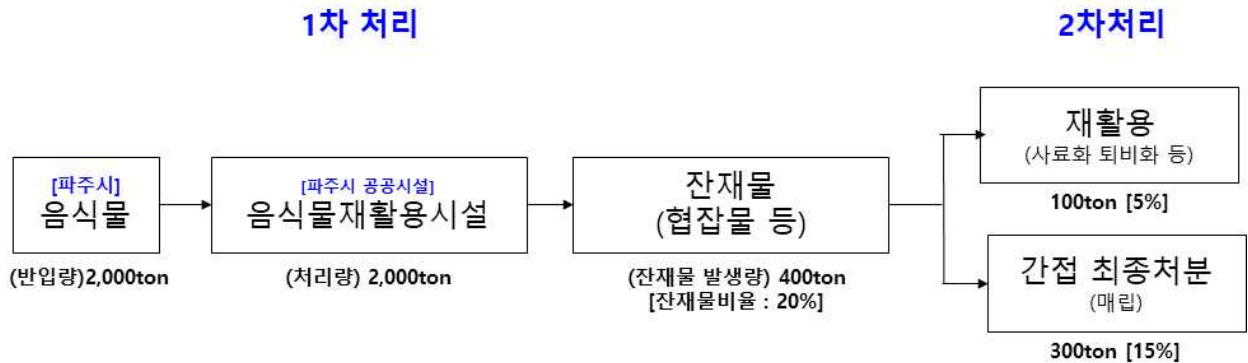 1차 처리
2차처리
[파주시]
음식물
(반입량)2,000ton
[파주시 공공시설]
음식물재활용시설
(처리량) 2,000ton
잔재물
(협잡물 등)
(잔재물 발생량) 400ton
[잔재물비율 : 20%]
재활용
(사료화 퇴비화 등)
100ton [5%]
간접 최종처분
(매립)
300ton [15%]